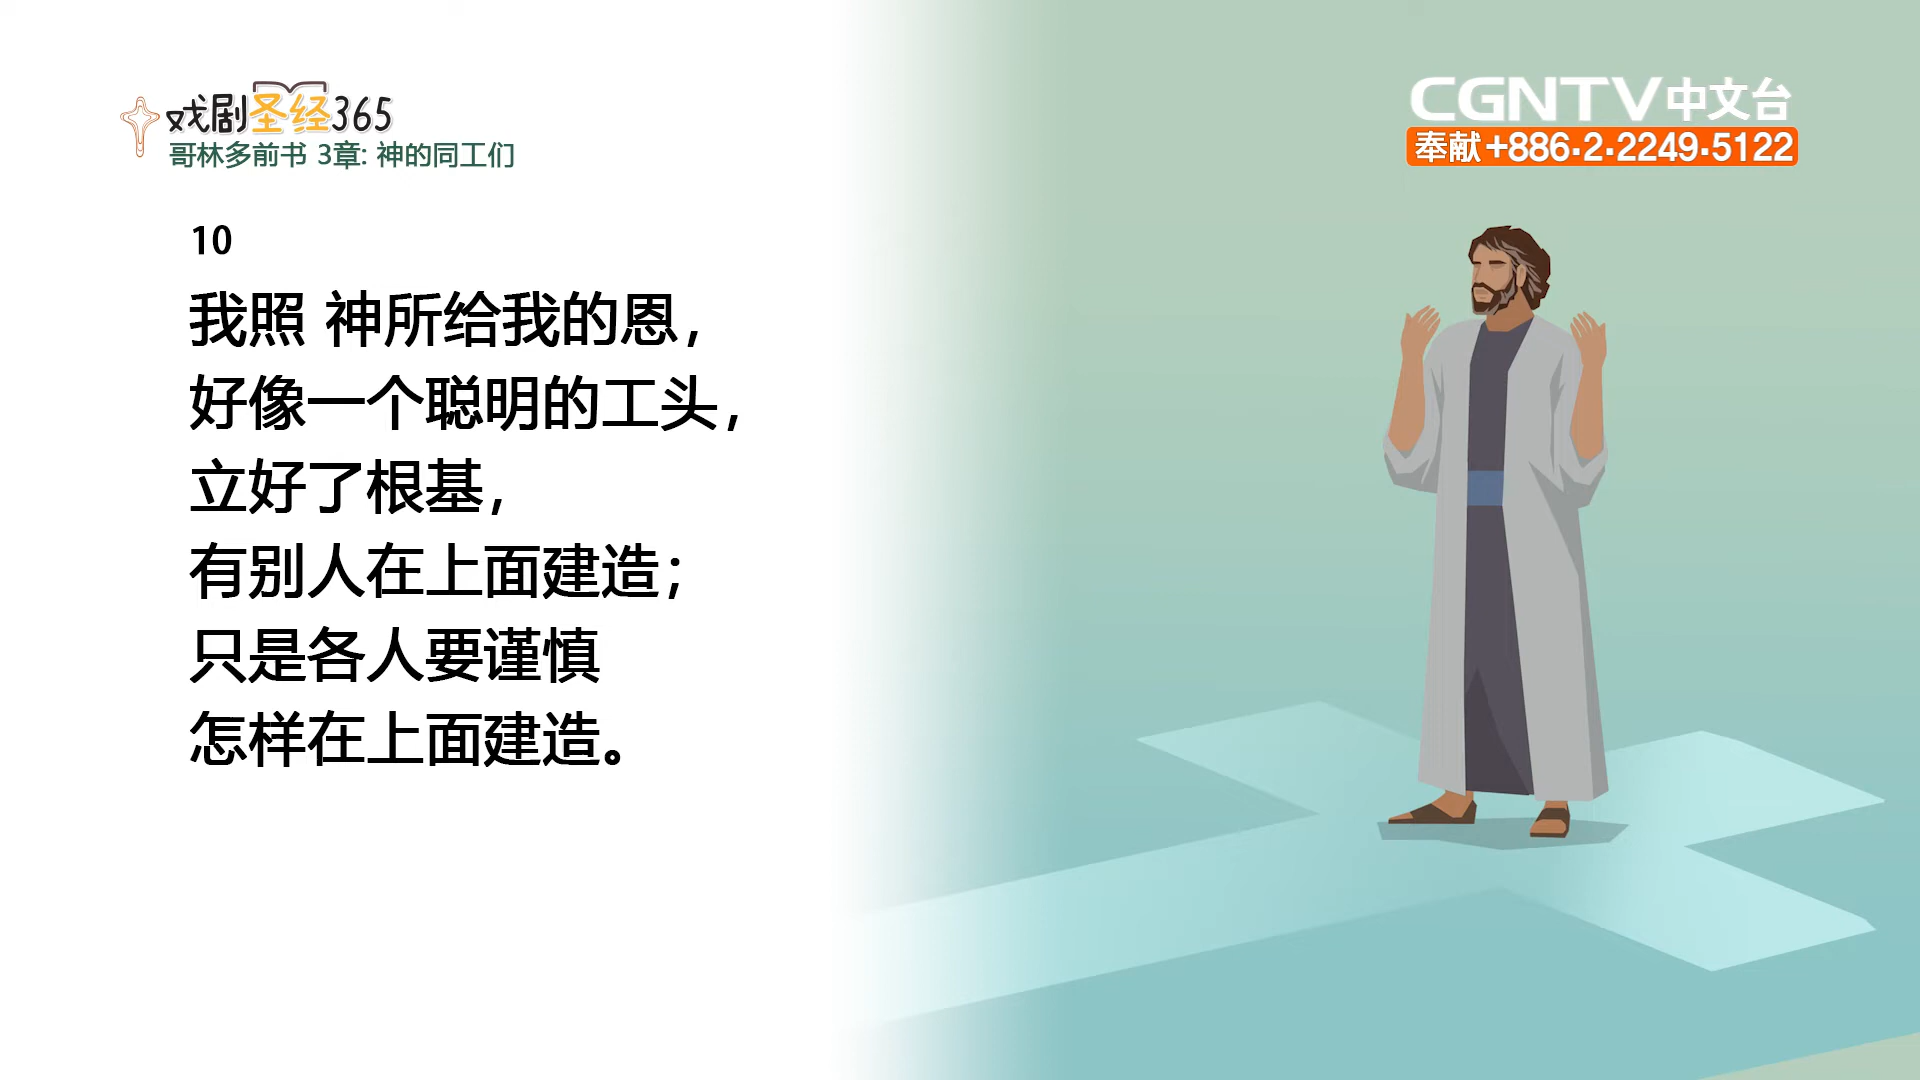 戏剧圣经365
哥林多前书 3章: 神的同工们
CGNTV中文台
奉献+886·2·2249·5122
10
我照 神所给我的恩，
好像一个聪明的工头，
立好了根基，
有别人在上面建造；
只是各人要谨慎
怎样在上面建造。